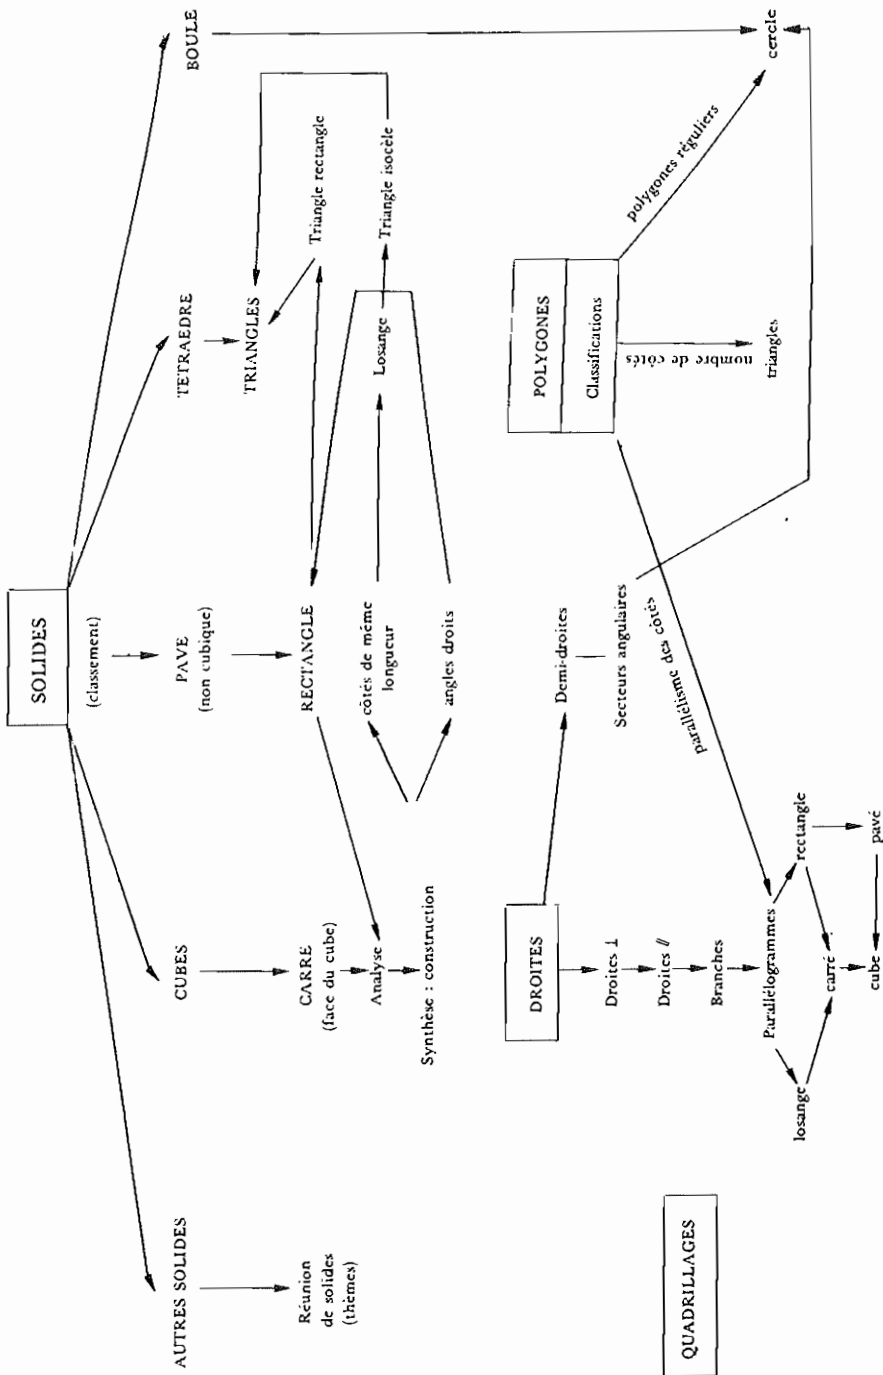 SOLIDES
(classement)
AUTRES SOLIDES
CUBES
PAVE
(non cubique)
TETRAEDRE
BOULE
Réunion
de solides
(thèmes)
CARRE
(face du cube)
RECTANGLE
TRIANGLES
Triangle rectangle
Analyse
côtés de même
longueur
Losange
Triangle isocèle
Synthèse : construction
angles droits
DROITES
POLYGONES
Demi-droites
Classifications
Droites ⊥
Secteurs angulaires
Droites //
parallélisme des côtés
nombre de côtés
polygones réguliers
Branches
QUADRILLAGES
Parallélogrammes
triangles
cercle
losange
rectangle
carré
cube
pavé